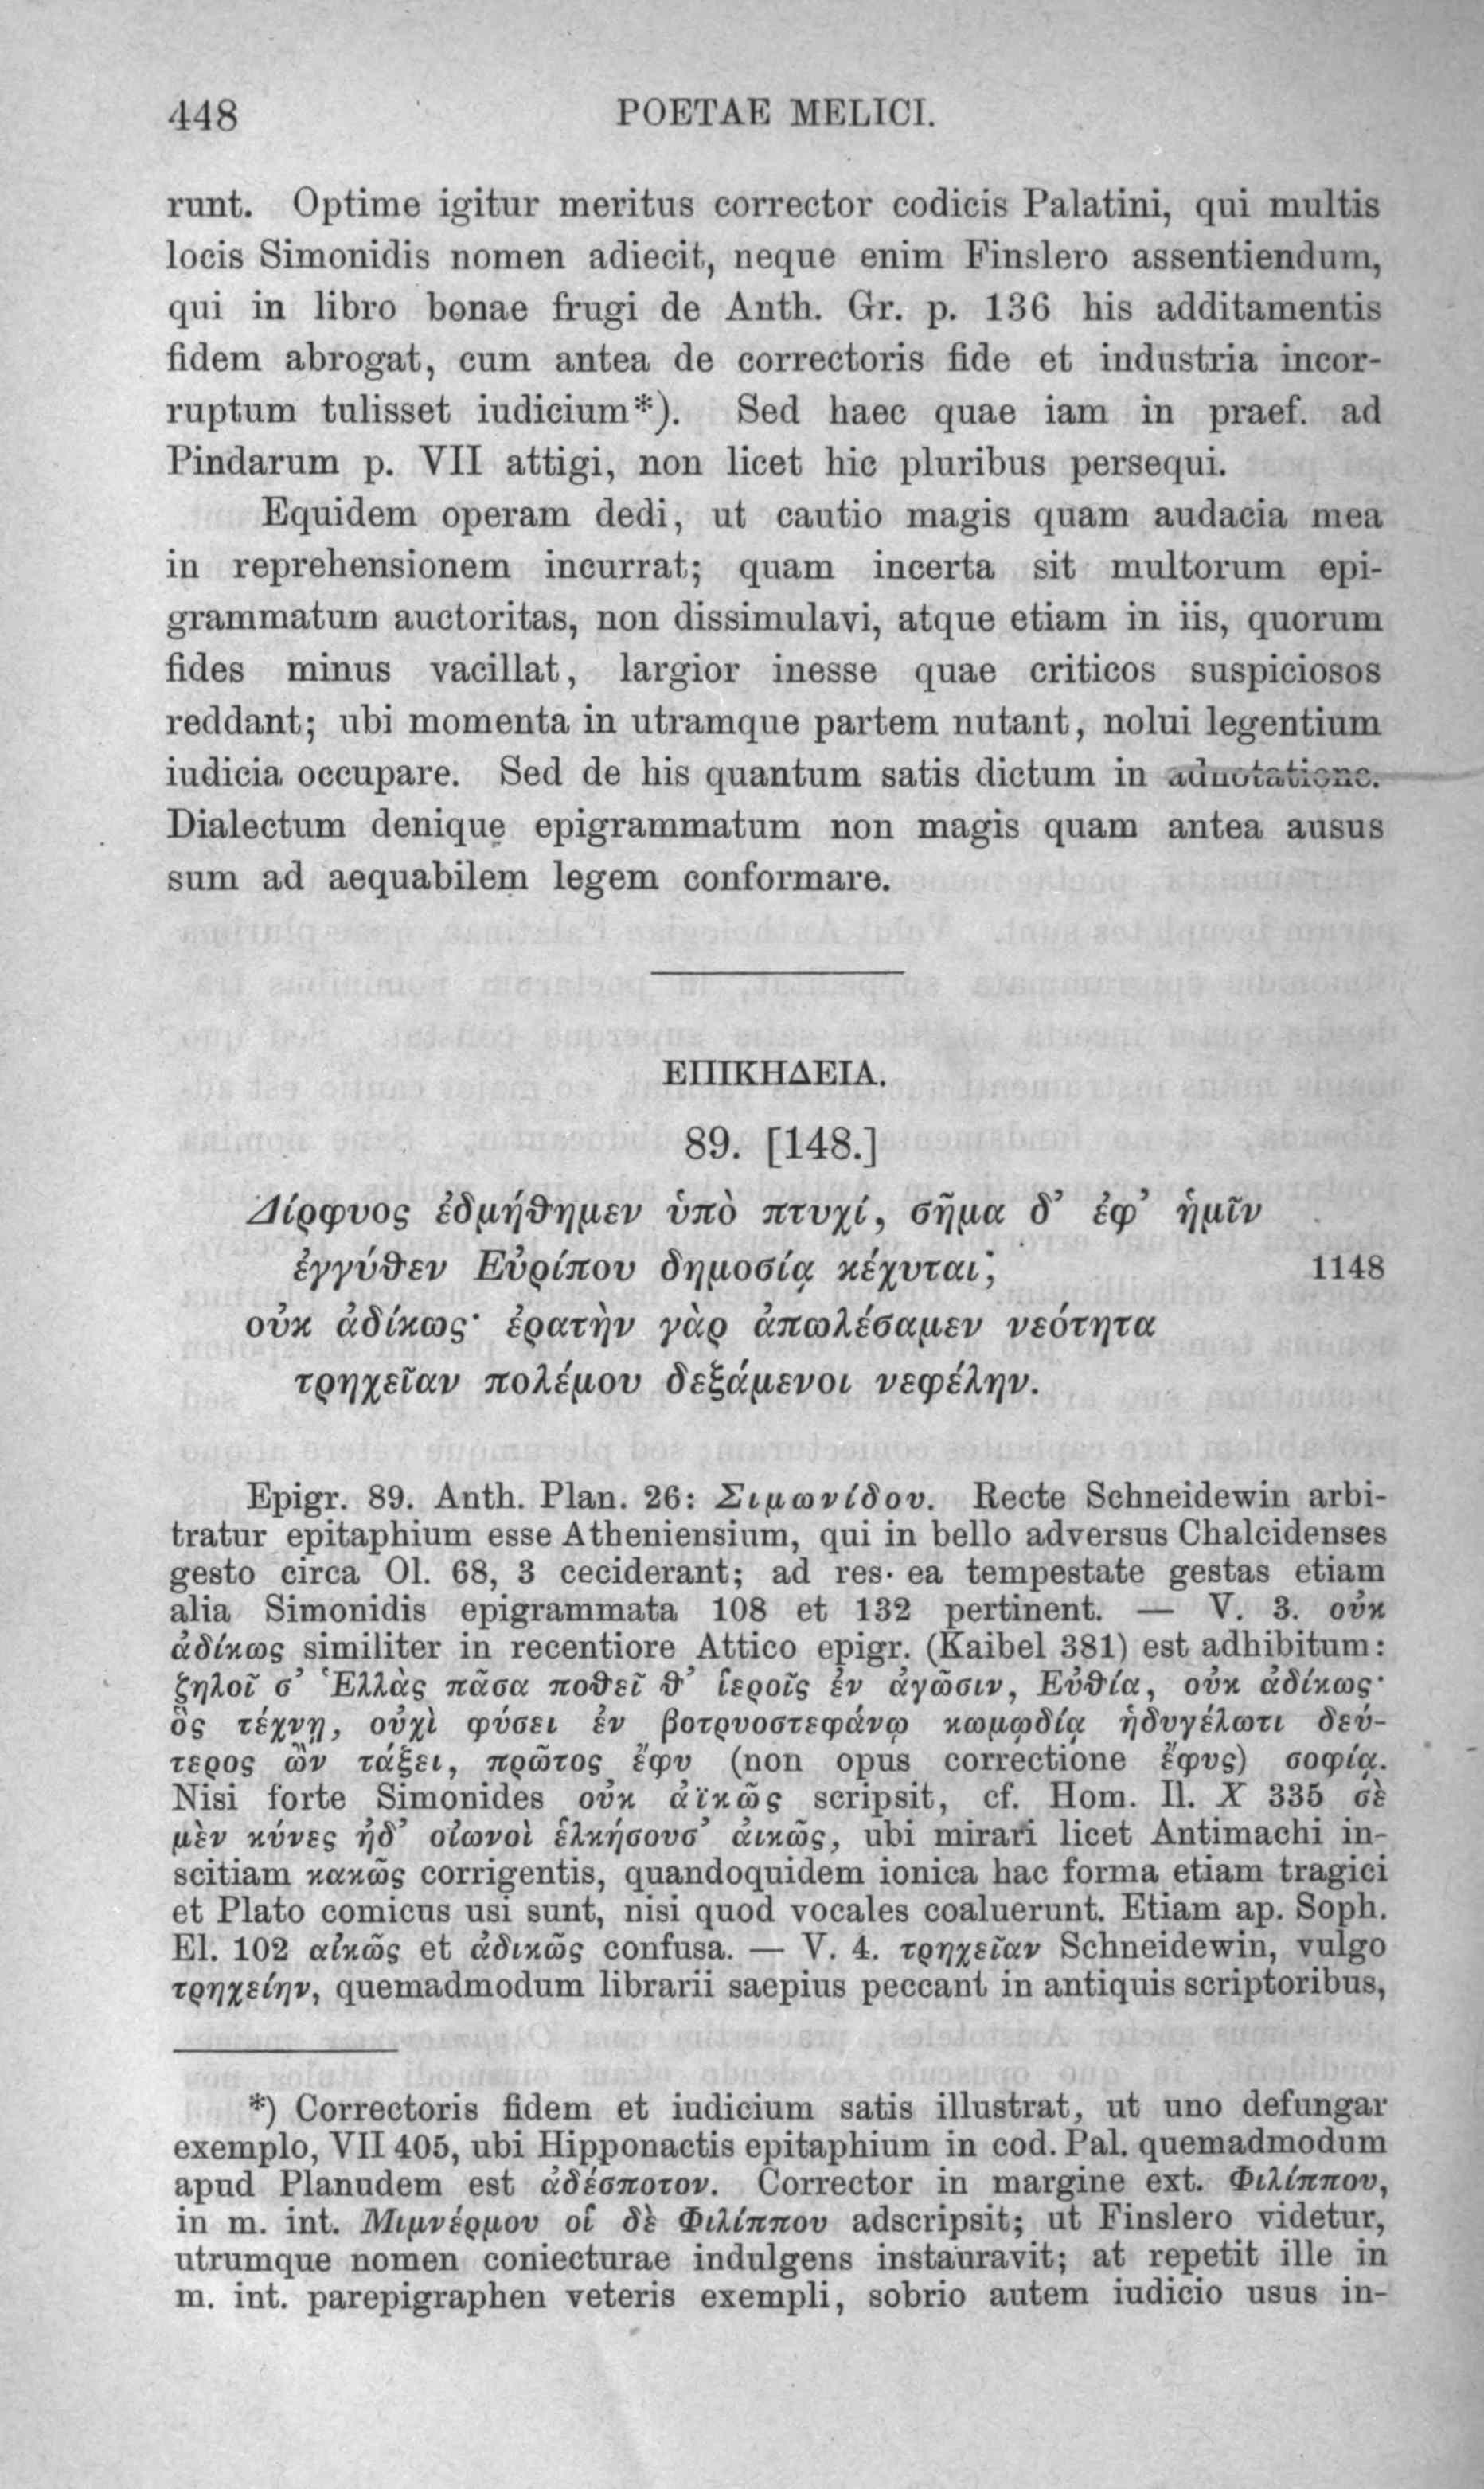 448 POETAE MELICI.
runt. Optime igitur meritus corrector codicis Palatini, qui multis
locis Simonidis nomen adiecit, neque enim Finslero assentiendum,
qui in libro bonae frugi de Anth. Gr. p. 136 his additamentis
fidem abrogat, cum antea de correctoris fide et industria incor-
ruptum tulisset iudicium*). Sed haec quae iam in praef. ad
Pindarum p. VII attigi, non licet hic pluribus persequi.
Equidem operam dedi, ut cautio magis quam audacia mea
in reprehensionem incurrat; quam incerta sit multorum epi-
grammatum auctoritas, non dissimulavi, atque etiam in iis, quorum
fides minus vacillat, largior inesse quae criticos suspiciosos
reddant; ubi momenta in utramque partem nutant, nolui legentium
iudicia occupare. Sed de his quantum satis dictum in adnotatione.
Dialectum denique epigrammatum non magis quam antea ausus
sum ad aequabilem legem conformare.
ΕΠΙΚΗΔΕΙΑ.
89. [148.]
Δίρφυος ἐδμήθημεν ὑπὸ πτυχί, σῆμα δ’ ἐφ’ ἡμῖν
ἐγγύθεν Εὐρίπου δημοσίᾳ κέχυται; 1148
οὐκ ἀδίκως· ἐρατὴν γὰρ ἀπωλέσαμεν νεότητα
τρηχεῖαν πολέμου δεξάμενοι νεφέλην.
Epigr. 89. Anth. Plan. 26: Σιμωνίδου. Recte Schneidewin arbi-
tratur epitaphium esse Atheniensium, qui in bello adversus Chalcidenses
gesto circa Ol. 68, 3 ceciderant; ad res ea tempestate gestas etiam
alia Simonidis epigrammata 108 et 132 pertinent. — V. 3. οὐκ
ἀδίκως similiter in recentiore Attico epigr. (Kaibel 381) est adhibitum:
ζηλοῖ σ’ Ἑλλὰς πᾶσα ποθεῖ θ’ ἱεροῖς ἐν ἀγῶσιν, Εὐθία, οὐκ ἀδίκως·
ὃς τέχνῃ, οὐχὶ φύσει ἐν βοτρυοστεφάνῳ κωμῳδίᾳ ἡδυγέλωτι δεύ-
τερος ὢν τάξει, πρῶτος ἔφυ (non opus correctione ἔφυς) σοφίᾳ.
Nisi forte Simonides οὐκ ἀϊκῶς scripsit, cf. Hom. Il. X 335 σὲ
μὲν κύνες ἠδ’ οἰωνοὶ ἑλκήσουσ’ ἀικῶς, ubi mirari licet Antimachi in-
scitiam κακῶς corrigentis, quandoquidem ionica hac forma etiam tragici
et Plato comicus usi sunt, nisi quod vocales coaluerunt. Etiam ap. Soph.
El. 102 αἰκῶς et ἀδικῶς confusa. — V. 4. τρηχεῖαν Schneidewin, vulgo
τρηχείην, quemadmodum librarii saepius peccant in antiquis scriptoribus,
*) Correctoris fidem et iudicium satis illustrat, ut uno defungar
exemplo, VII 405, ubi Hipponactis epitaphium in cod. Pal. quemadmodum
apud Planudem est ἀδέσποτον. Corrector in margine ext. Φιλίππου,
in m. int. Μιμνέρμου οἱ δὲ Φιλίππου adscripsit; ut Finslero videtur,
utrumque nomen coniecturae indulgens instauravit; at repetit ille in
m. int. parepigraphen veteris exempli, sobrio autem iudicio usus in-